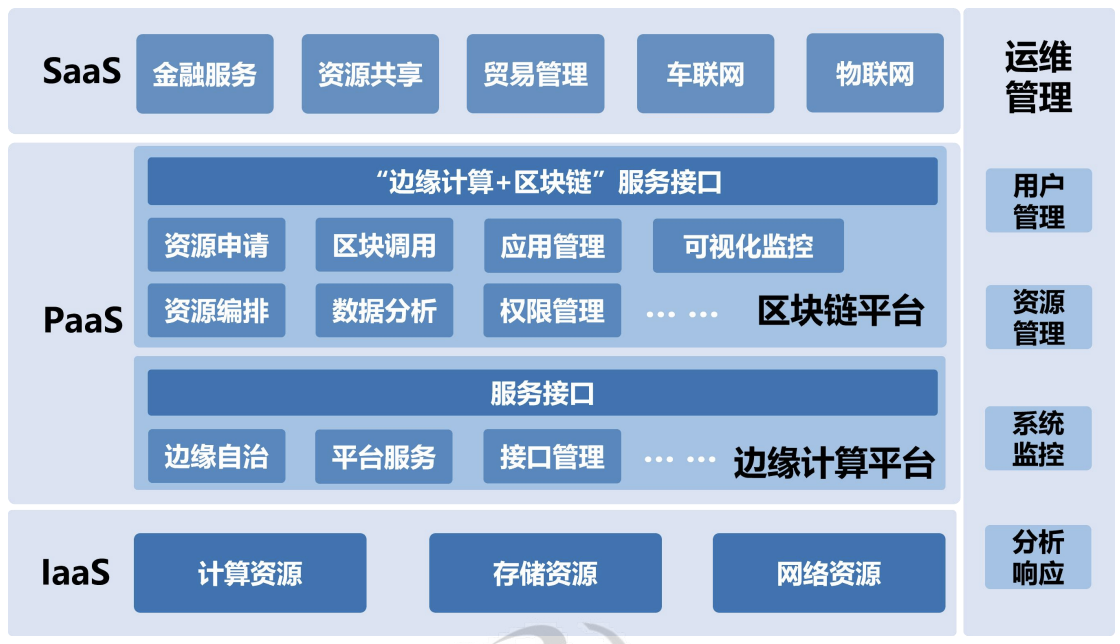 SaaS
金融服务
资源共享
贸易管理
车联网
物联网
PaaS
“边缘计算+区块链”服务接口
资源申请
区块调用
应用管理
可视化监控
资源编排
数据分析
权限管理
… …
区块链平台
服务接口
边缘自治
平台服务
接口管理
… …
边缘计算平台
IaaS
计算资源
存储资源
网络资源
运维
管理
用户
管理
资源
管理
系统
监控
分析
响应